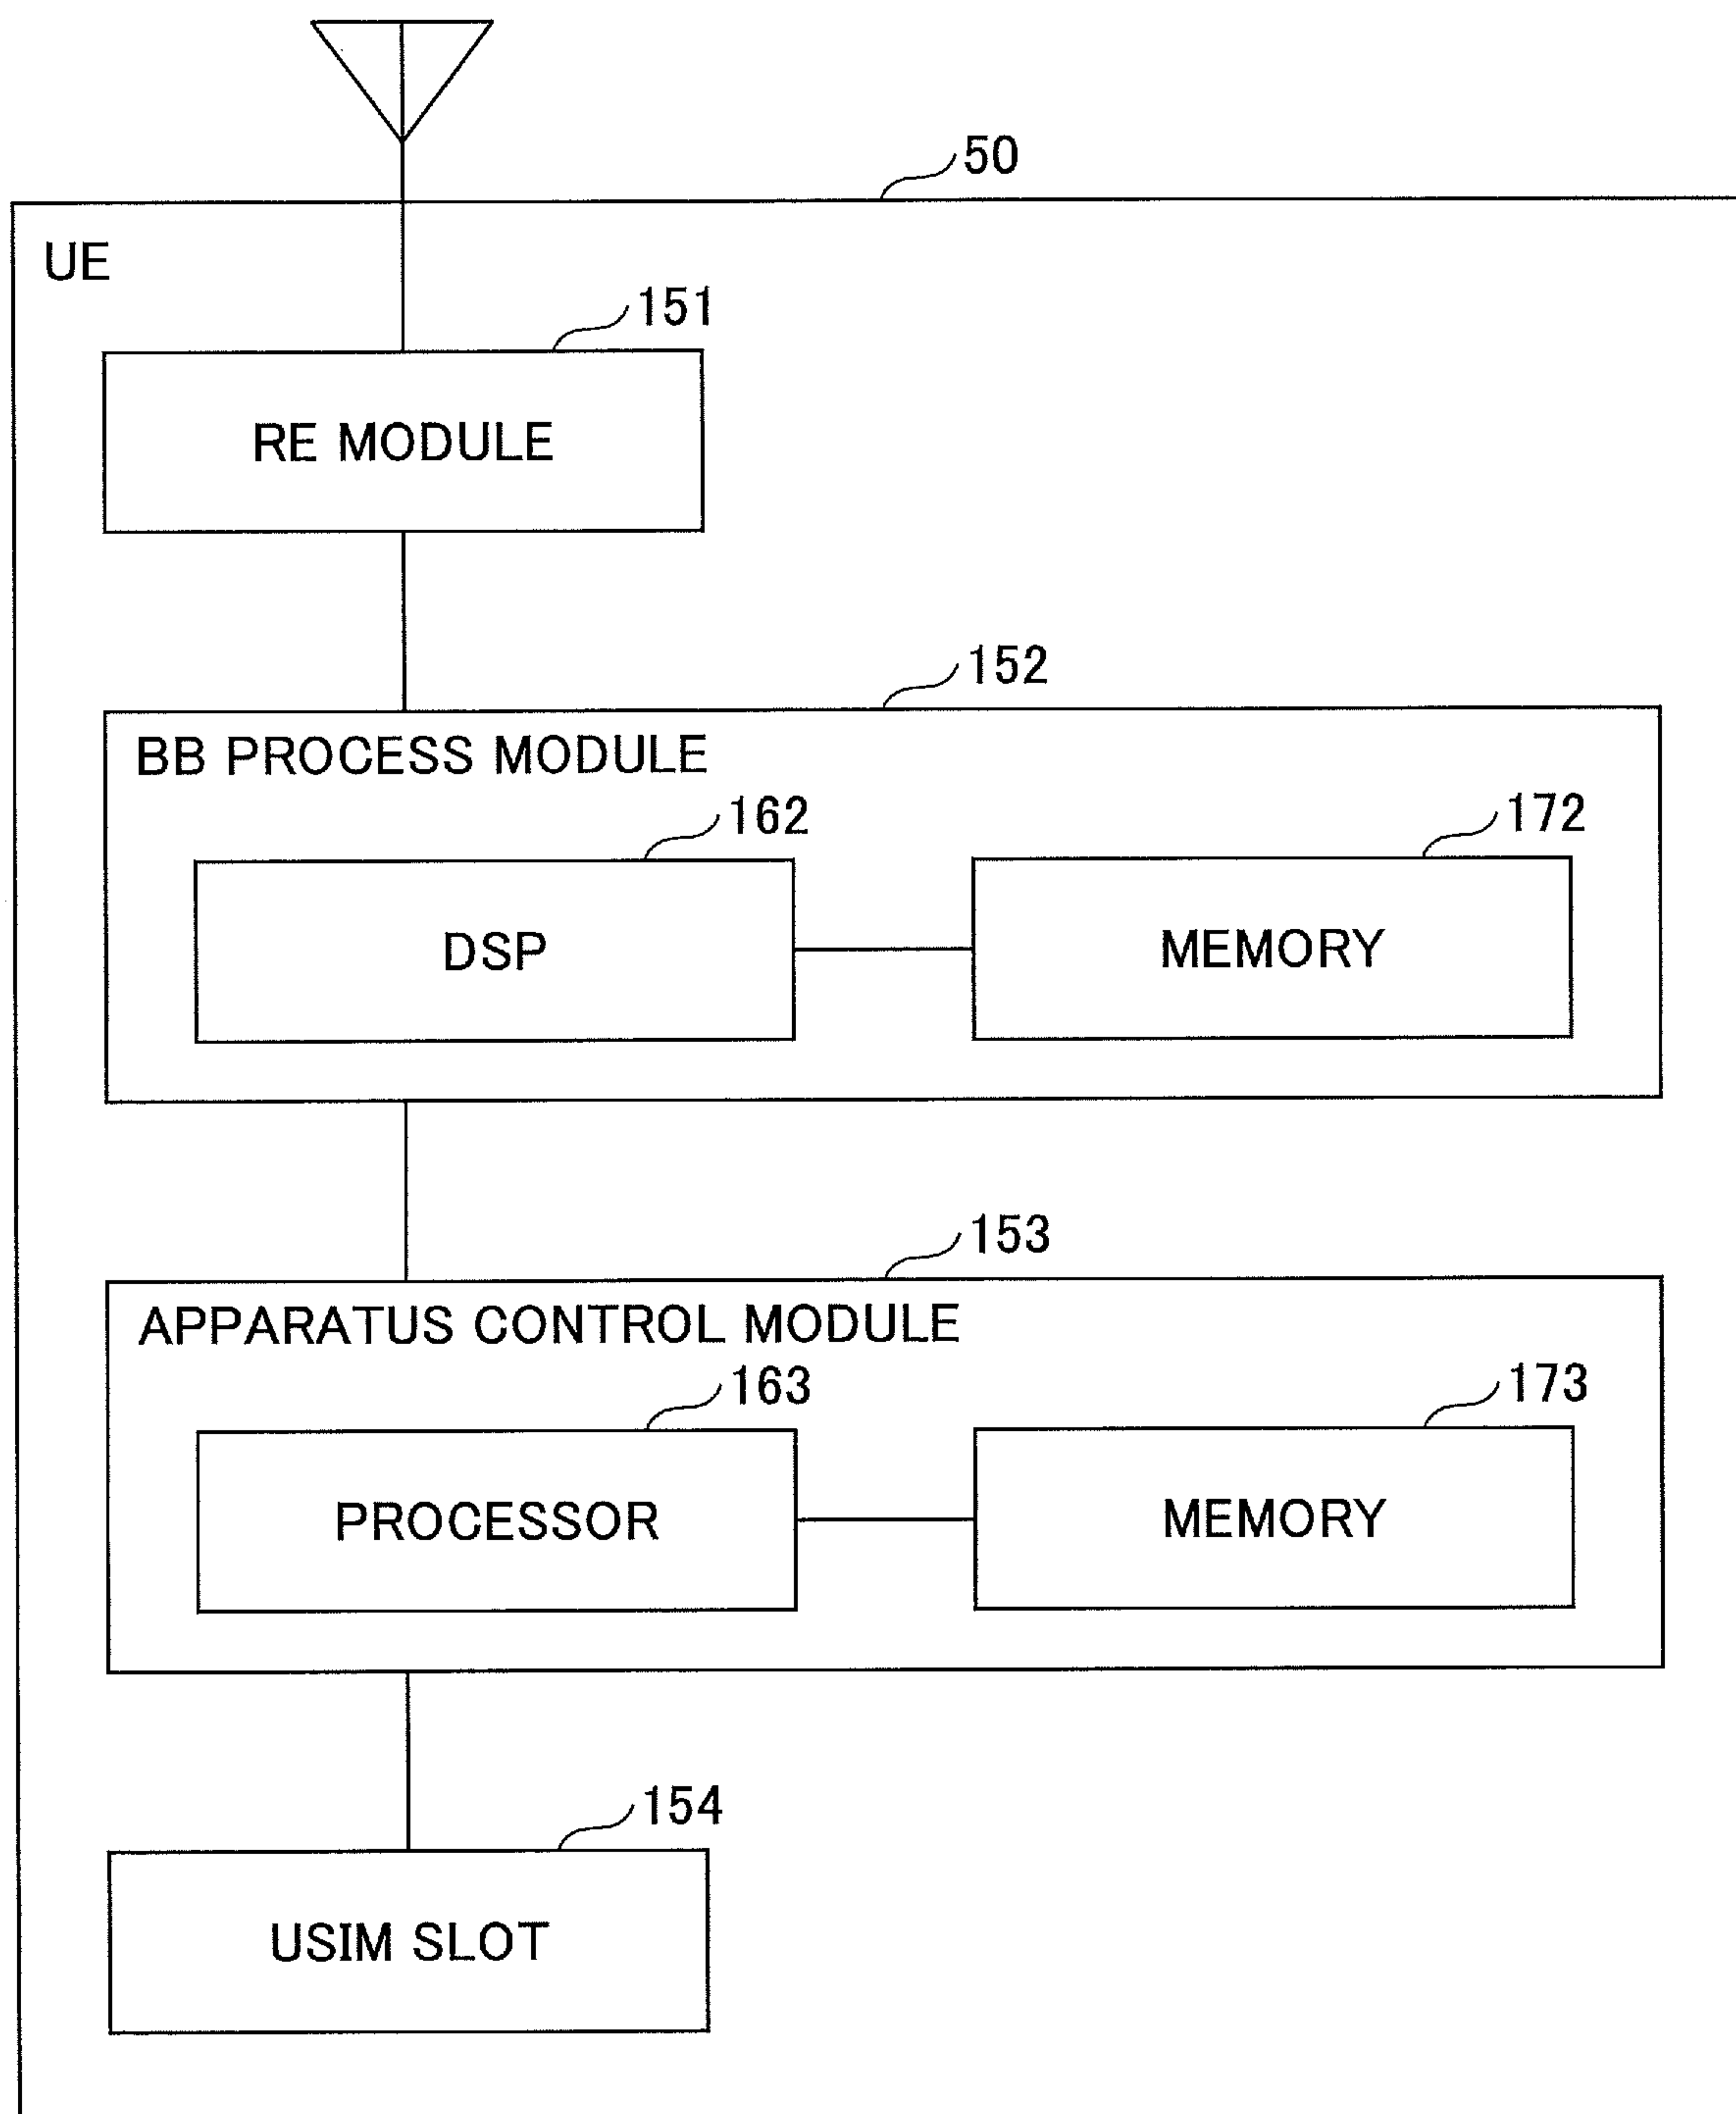 50
UE
151
RE MODULE
152
BB PROCESS MODULE
162
172
DSP
MEMORY
153
APPARATUS CONTROL MODULE
163
173
PROCESSOR
MEMORY
154
USIM SLOT